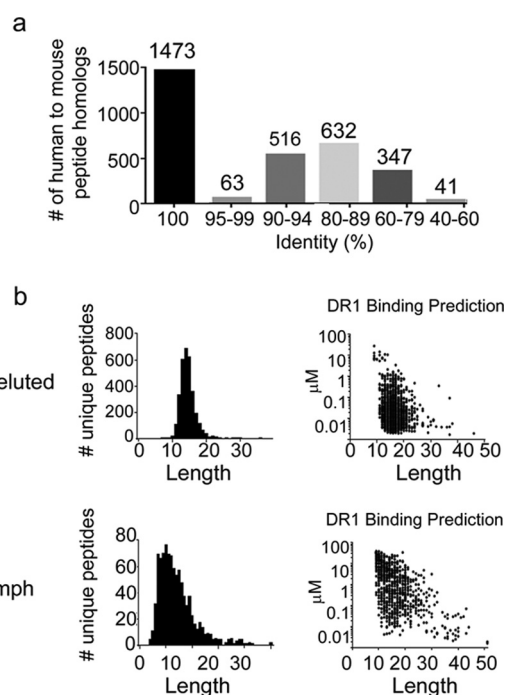 a
# of human to mouse
peptide homologs
1500
1000
500
0
1473
63
516
632
347
41
100 95-99 90-94 80-89 60-79 40-60
Identity (%)
b
eluted
# unique peptides
800
600
400
200
0
0 10 20 30
Length
DR1 Binding Prediction
µM
100
10
1
0.1
0.01
0 10 20 30 40 50
Length
mph
# unique peptides
80
60
40
20
0
0 10 20 30
Length
DR1 Binding Prediction
µM
100
10
1
0.1
0.01
0 10 20 30 40 50
Length